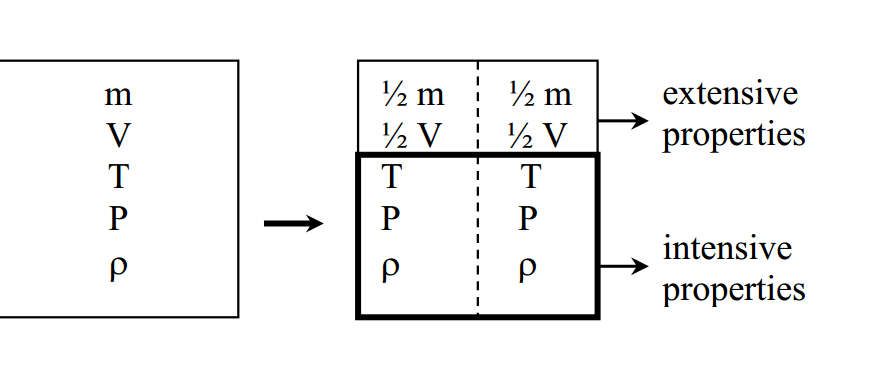 m
V
T
P
ρ
½ m ½ m
½ V ½ V
T T
P P
ρ ρ
extensive
properties
intensive
properties